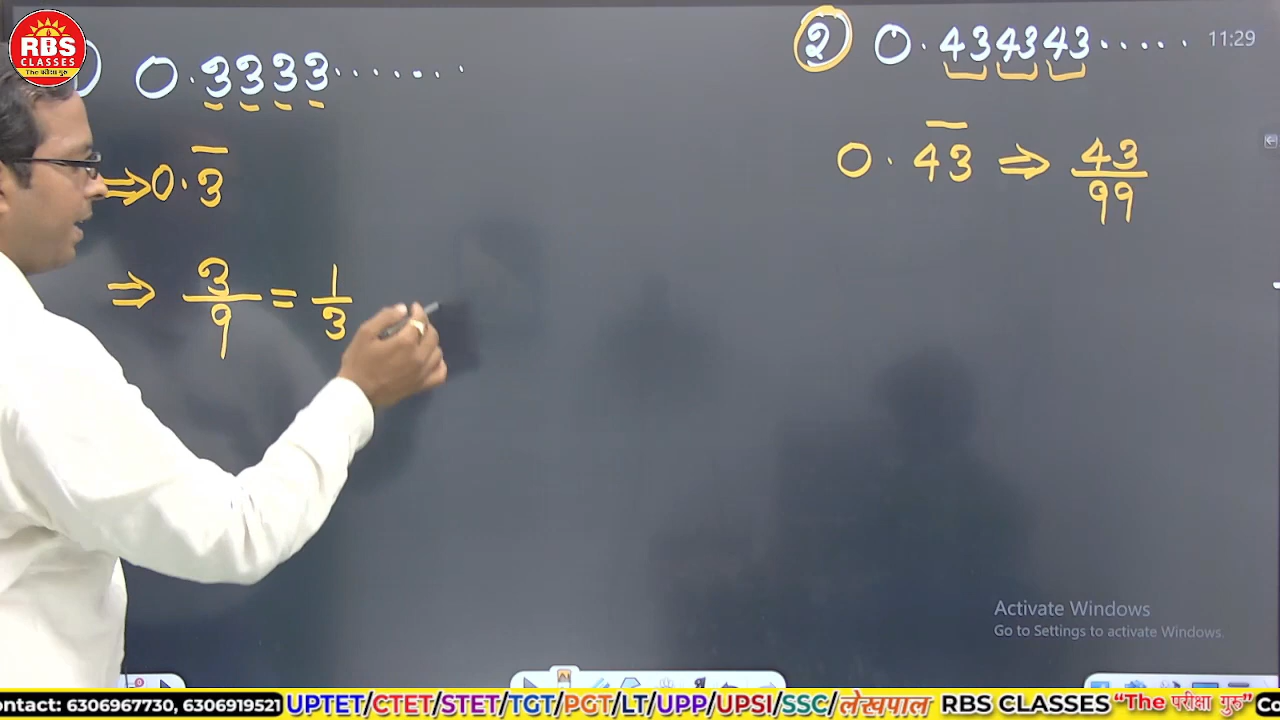 RBS
CLASSES
The परीक्षा गुरु
) 0.3333........
⇒ 0.3̅
⇒ 3/9 = 1/3
2 0.434343......
0.4̅3̅ ⇒ 43/99
11:29
Activate Windows
Go to Settings to activate Windows.
ontact: 6306967730, 6306919521 UPTET/CTET/STET/TGT/PGT/LT/UPP/UPSI/SSC/लेखपाल RBS CLASSES "The परीक्षा गुरु" Co